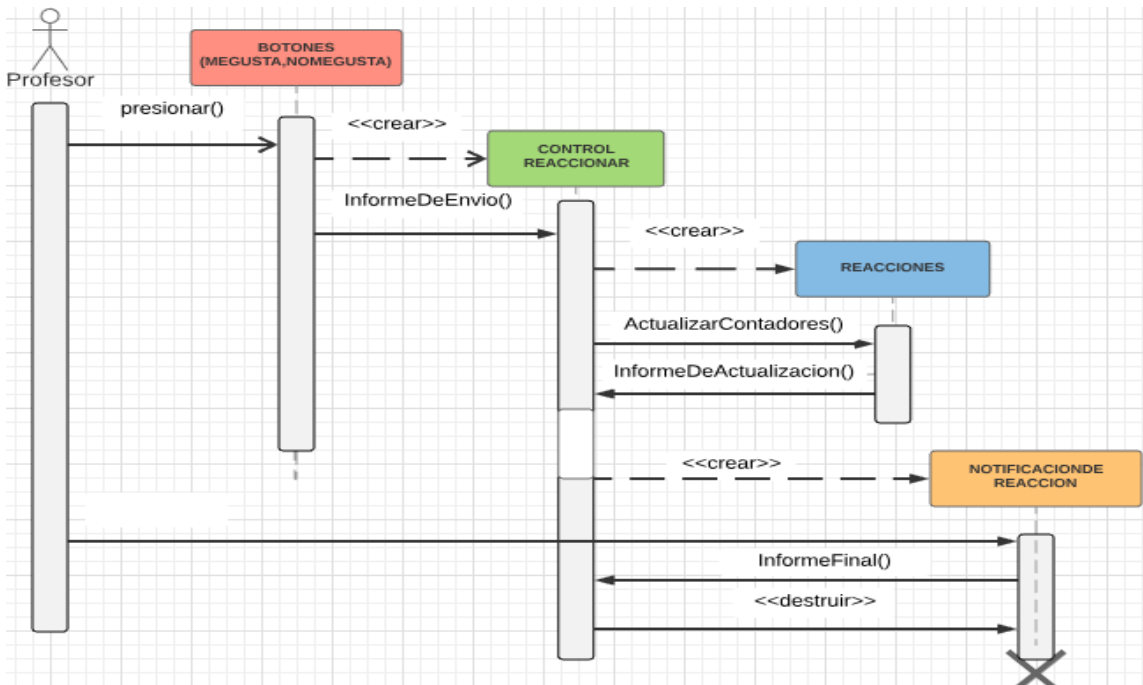 BOTONES
(MEGUSTA,NOMEGUSTA)
Profesor
presionar()
<<crear>>
CONTROL
REACCIONAR
InformeDeEnvio()
<<crear>>
REACCIONES
ActualizarContadores()
InformeDeActualizacion()
<<crear>>
NOTIFICACIONDE
REACCION
InformeFinal()
<<destruir>>